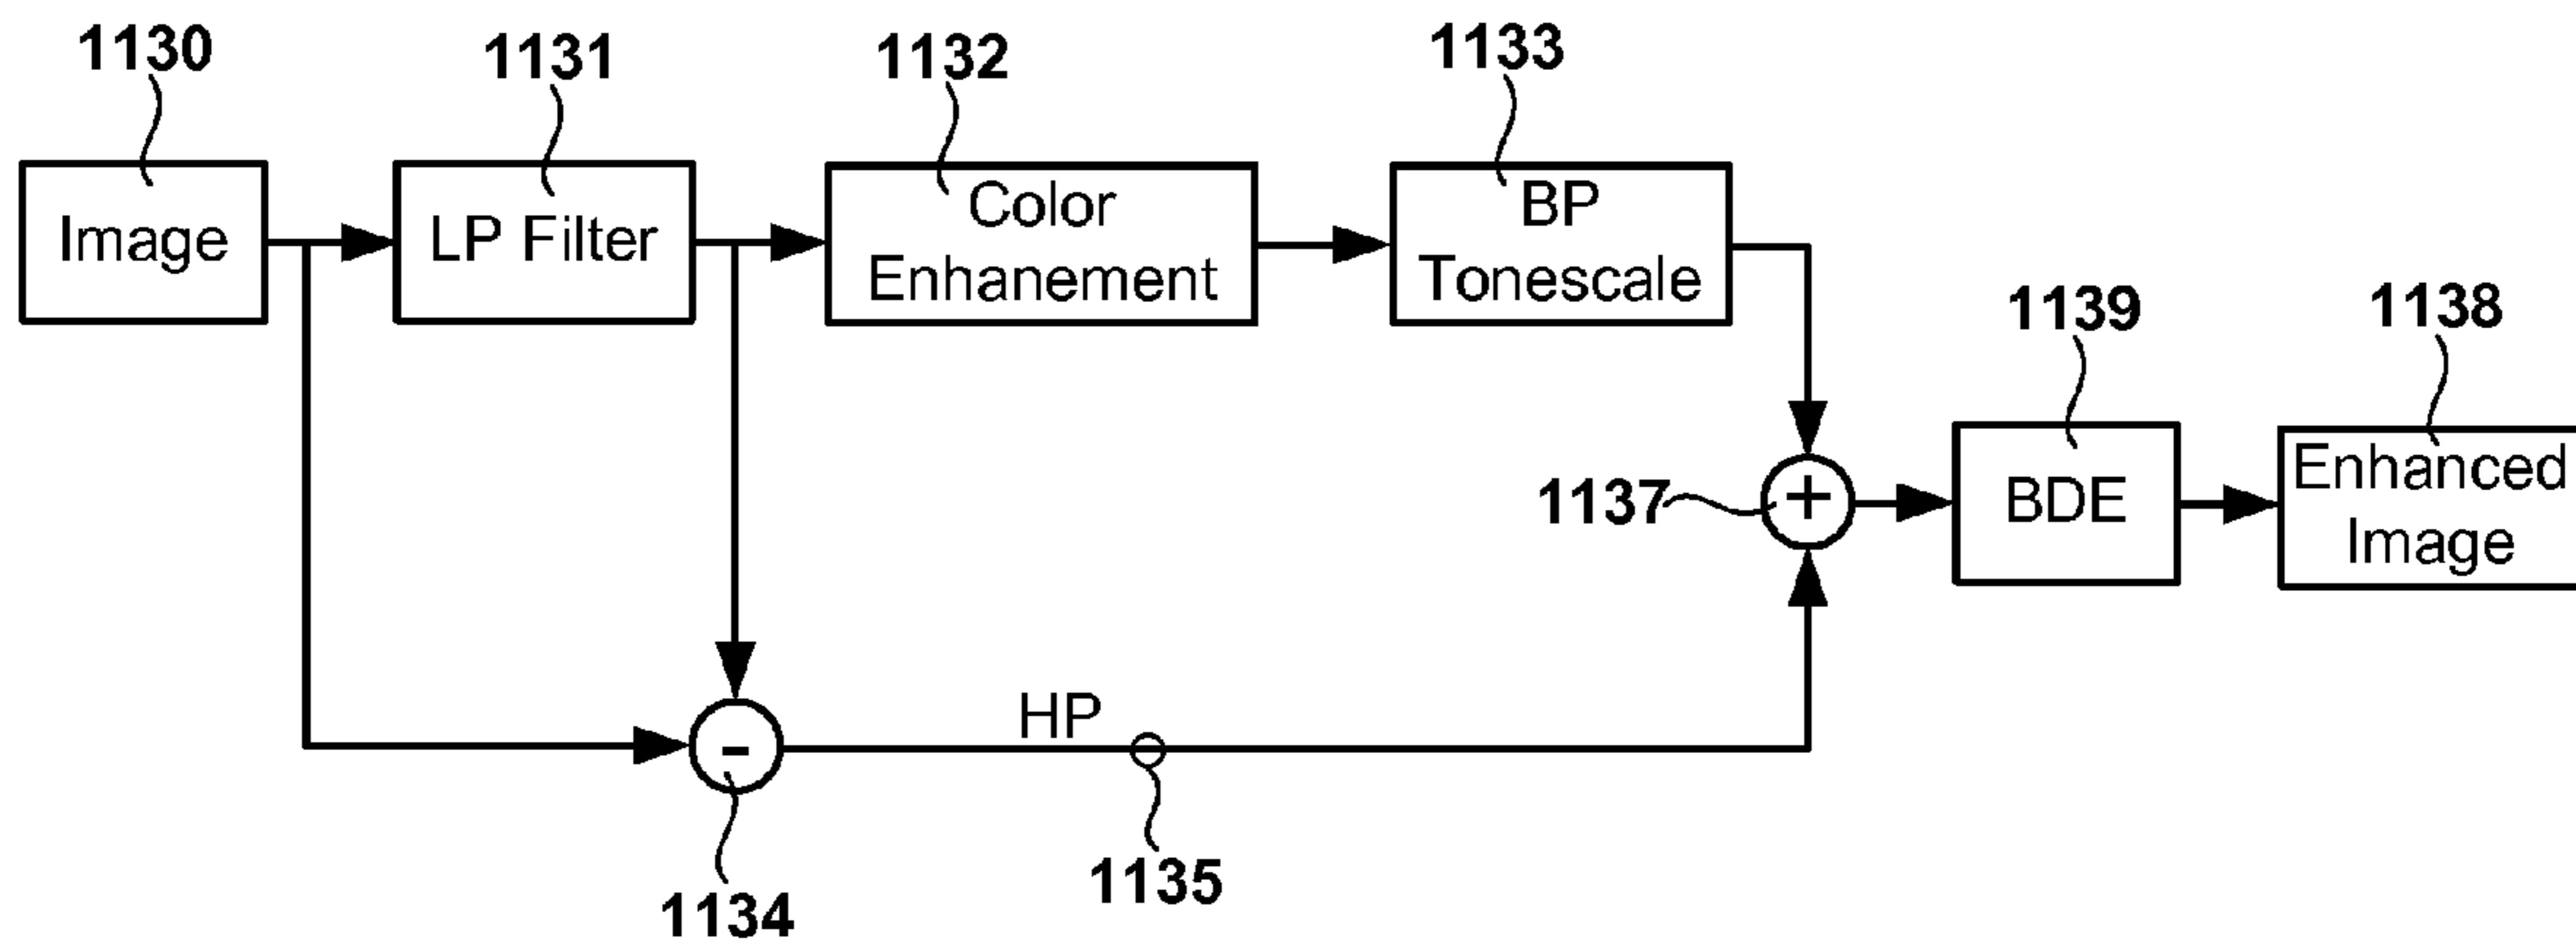 1130
1131
1132
1133
Image
LP Filter
Color
Enhanement
BP
Tonescale
1139
1138
1137
+
BDE
Enhanced
Image
HP
-
1135
1134